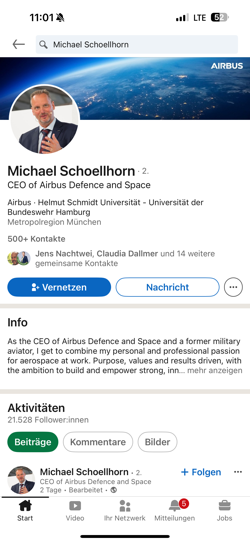 11:01
LTE
52
Michael Schoellhorn
AIRBUS
Michael Schoellhorn · 2.
CEO of Airbus Defence and Space
Airbus · Helmut Schmidt Universität - Universität der
Bundeswehr Hamburg
Metropolregion München
500+ Kontakte
Jens Nachtwei, Claudia Dallmer und 14 weitere
gemeinsame Kontakte
Vernetzen
Nachricht
Info
As the CEO of Airbus Defence and Space and a former military
aviator, I get to combine my personal and professional passion
for aerospace at work. Purpose, values and results driven, with
the ambition to build and empower strong, inn... mehr anzeigen
Aktivitäten
21.528 Follower:innen
Beiträge
Kommentare
Bilder
Michael Schoellhorn · 2.
+ Folgen
CEO of Airbus Defence and Space
2 Tage • Bearbeitet •
5
Start
Video
Ihr Netzwerk
Mitteilungen
Jobs